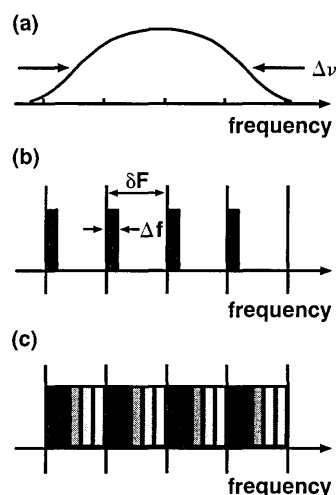 (a)
Δν
frequency
(b)
δF
Δf
frequency
(c)
frequency